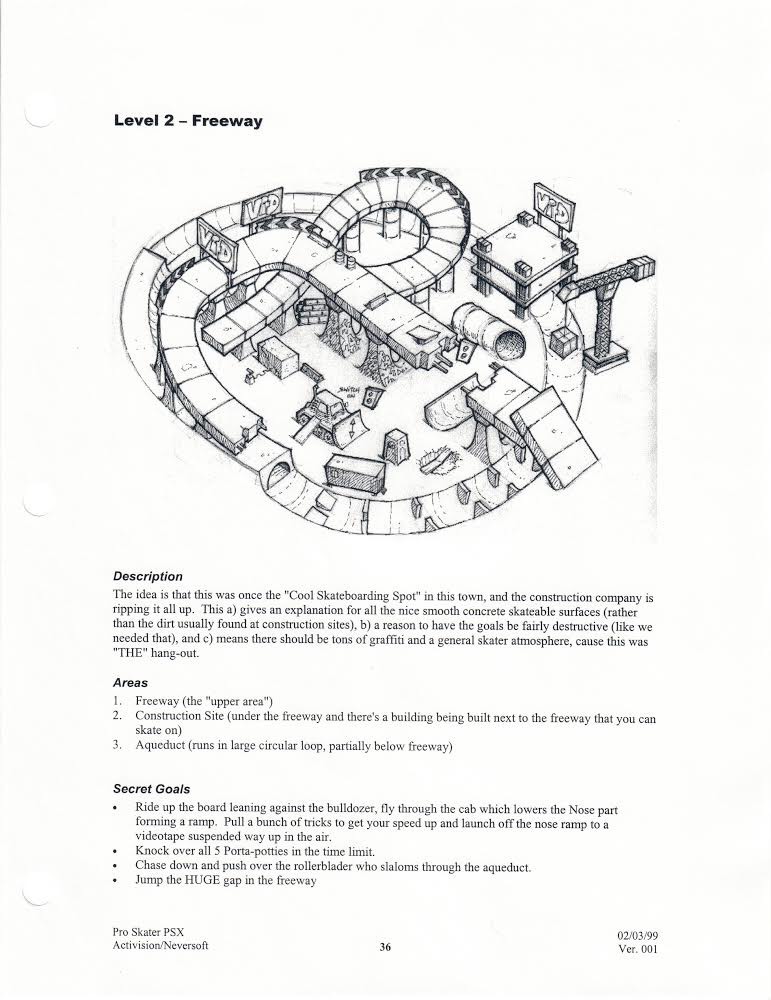 Level 2 – Freeway
SWITCH
ON
Description
The idea is that this was once the "Cool Skateboarding Spot" in this town, and the construction company is
ripping it all up.  This a) gives an explanation for all the nice smooth concrete skateable surfaces (rather
than the dirt usually found at construction sites), b) a reason to have the goals be fairly destructive (like we
needed that), and c) means there should be tons of graffiti and a general skater atmosphere, cause this was
"THE" hang-out.
Areas
1. Freeway (the "upper area")
2. Construction Site (under the freeway and there's a building being built next to the freeway that you can
skate on)
3. Aqueduct (runs in large circular loop, partially below freeway)
Secret Goals
• Ride up the board leaning against the bulldozer, fly through the cab which lowers the Nose part
forming a ramp.  Pull a bunch of tricks to get your speed up and launch off the nose ramp to a
videotape suspended way up in the air.
• Knock over all 5 Porta-potties in the time limit.
• Chase down and push over the rollerblader who slaloms through the aqueduct.
• Jump the HUGE gap in the freeway
Pro Skater PSX
Activision/Neversoft
36
02/03/99
Ver. 001